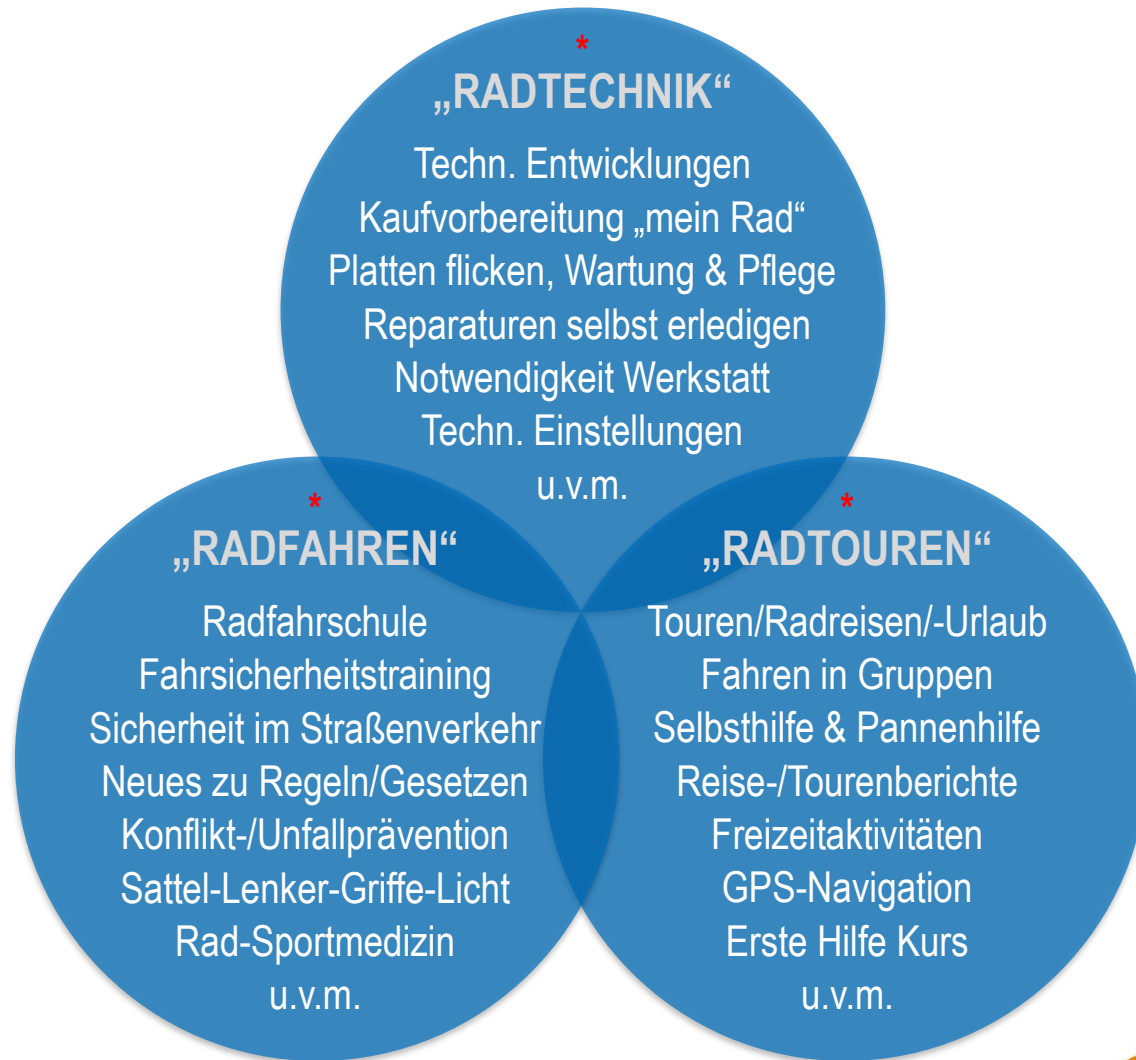 *
„RADTECHNIK“
Techn. Entwicklungen
Kaufvorbereitung „mein Rad“
Platten flicken, Wartung & Pflege
Reparaturen selbst erledigen
Notwendigkeit Werkstatt
Techn. Einstellungen
u.v.m.
*
„RADFAHREN“
Radfahrschule
Fahrsicherheitstraining
Sicherheit im Straßenverkehr
Neues zu Regeln/Gesetzen
Konflikt-/Unfallprävention
Sattel-Lenker-Griffe-Licht
Rad-Sportmedizin
u.v.m.
*
„RADTOUREN“
Touren/Radreisen/-Urlaub
Fahren in Gruppen
Selbsthilfe & Pannenhilfe
Reise-/Tourenberichte
Freizeitaktivitäten
GPS-Navigation
Erste Hilfe Kurs
u.v.m.